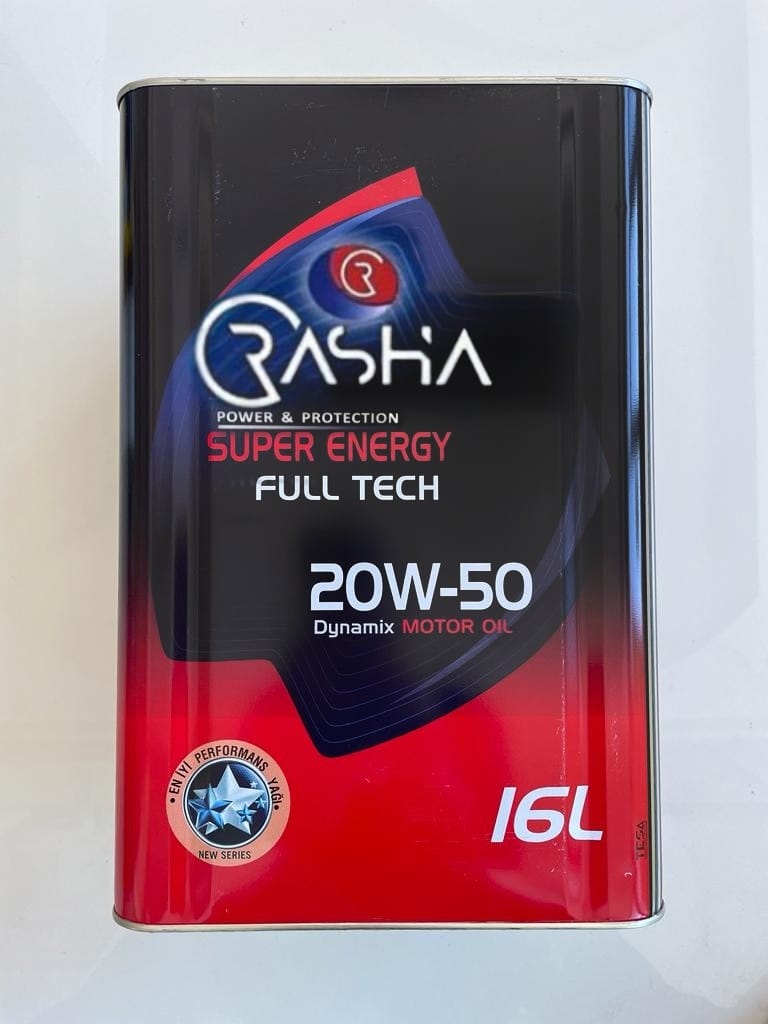 RASHA
POWER & PROTECTION
SUPER ENERGY
FULL TECH
20W-50
Dynamix MOTOR OIL
• EN İYİ PERFORMANS YAĞI •
NEW SERIES
16L
TESA